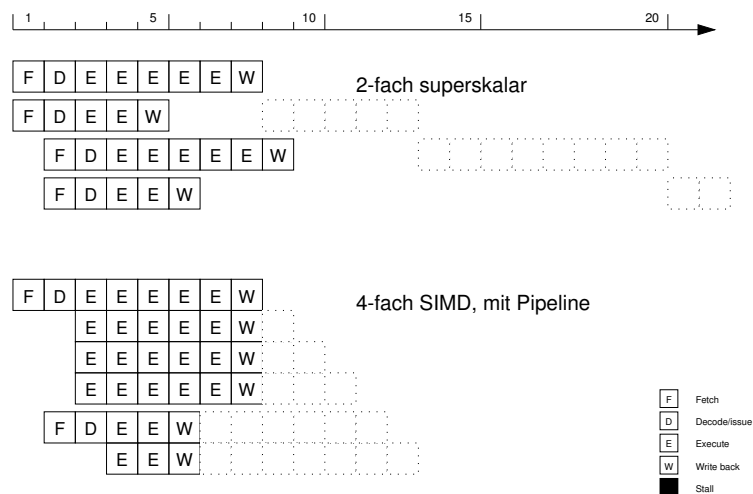 1 5 10 15 20
F D E E E E E W
2-fach superskalar
F D E E W
F D E E E E E W
F D E E W
F D E E E E E W
4-fach SIMD, mit Pipeline
E E E E E W
E E E E E W
E E E E E W
F D E E W
E E W
F Fetch
D Decode/issue
E Execute
W Write back
Stall